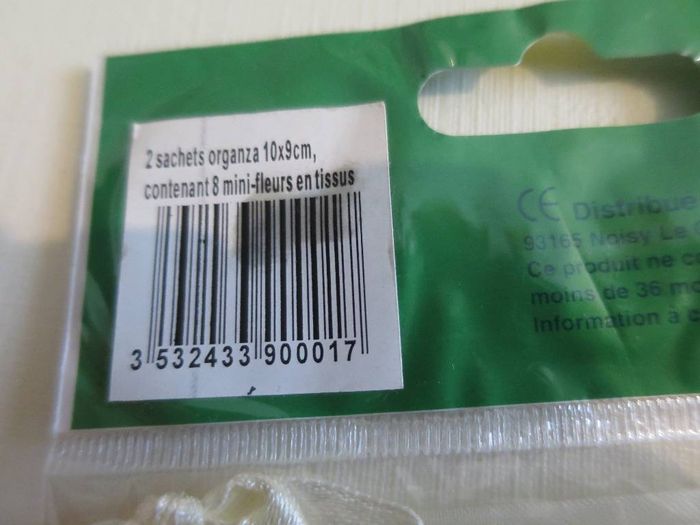 2 sachets organza 10x9cm,
contenant 8 mini-fleurs en tissus
3 532433 900017
CE Distribue
93165 Noisy Le
Ce produit ne
moins de 36
Information à